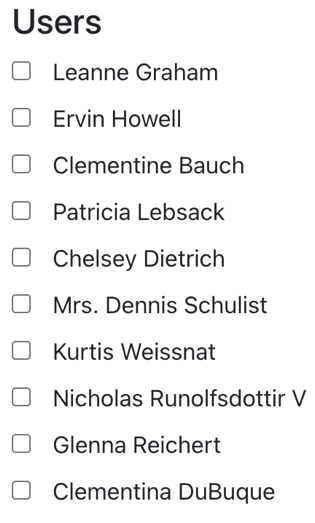 Users
Leanne Graham
Ervin Howell
Clementine Bauch
Patricia Lebsack
Chelsey Dietrich
Mrs. Dennis Schulist
Kurtis Weissnat
Nicholas Runolfsdottir V
Glenna Reichert
Clementina DuBuque